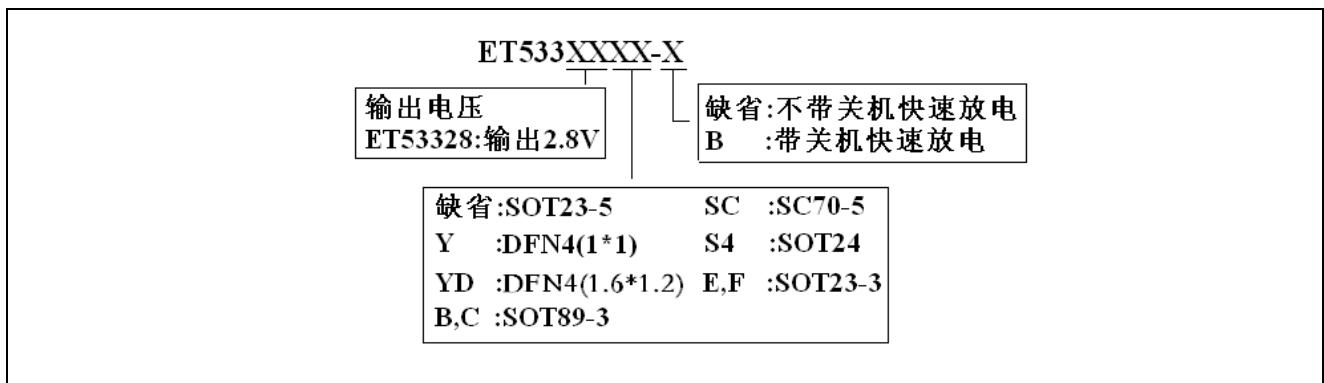 ET533XXXX-X
输出电压
ET53328:输出2.8V
缺省:不带关机快速放电
B :带关机快速放电
缺省:SOT23-5 SC :SC70-5
Y :DFN4(1*1) S4 :SOT24
YD :DFN4(1.6*1.2) E,F :SOT23-3
B,C :SOT89-3